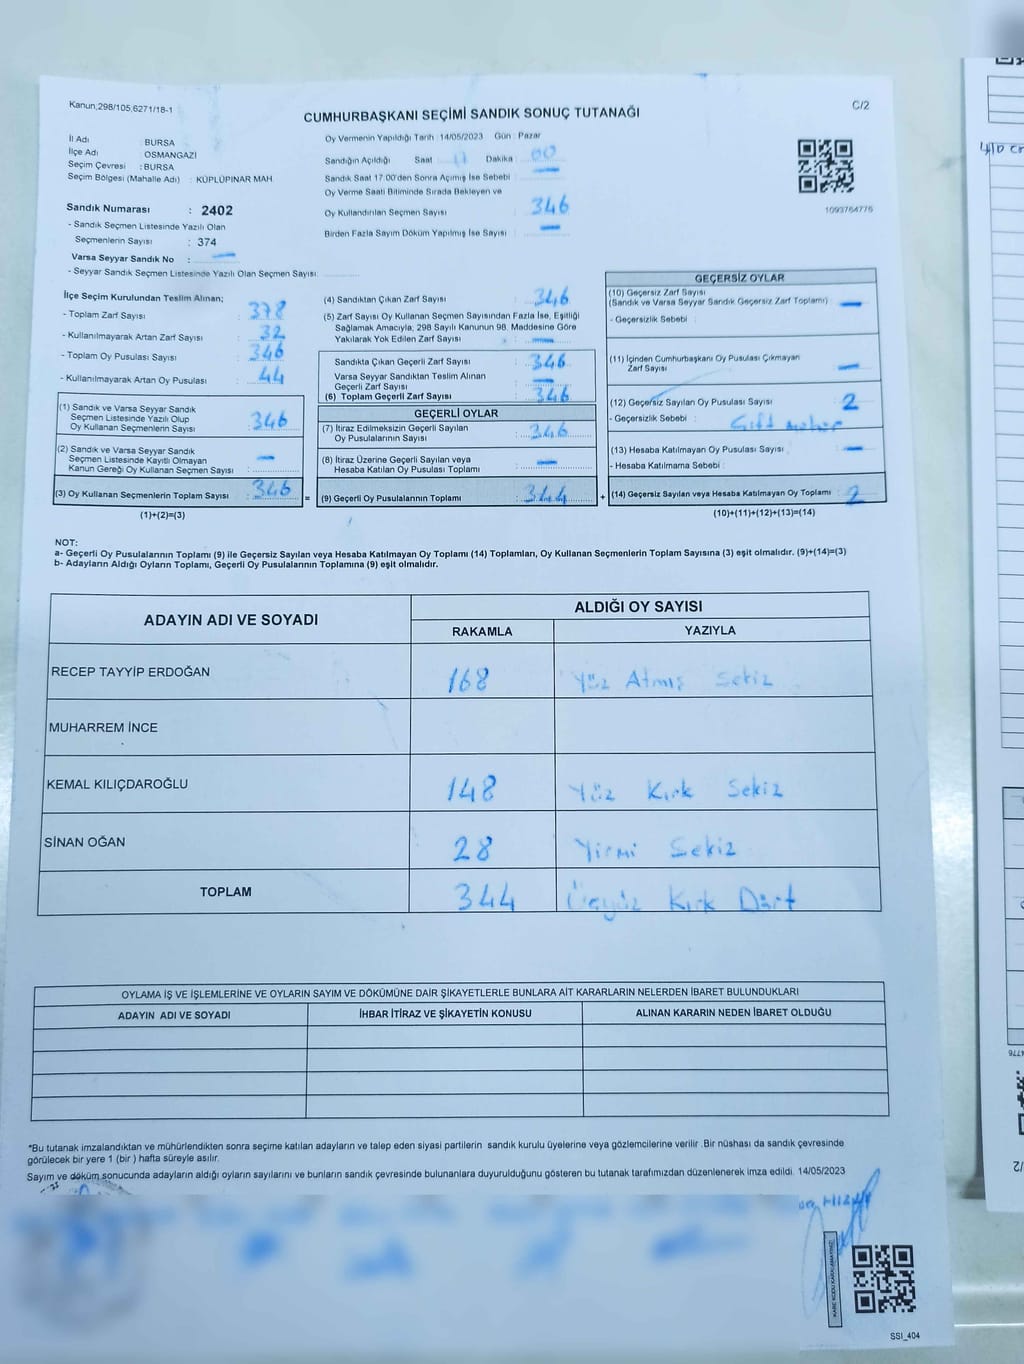 Kanun;298/105,6271/18-1
C/2
CUMHURBAŞKANI SEÇİMİ SANDIK SONUÇ TUTANAĞI
İl Adı : BURSA
İlçe Adı : OSMANGAZİ
Seçim Çevresi : BURSA
Seçim Bölgesi (Mahalle Adı) : KÜPLÜPINAR MAH.
Sandık Numarası : 2402
- Sandık Seçmen Listesinde Yazılı Olan
Seçmenlerin Sayısı : 374
Varsa Seyyar Sandık No : —
- Seyyar Sandık Seçmen Listesinde Yazılı Olan Seçmen Sayısı:
Oy Vermenin Yapıldığı Tarih : 14/05/2023 Gün : Pazar
Sandığın Açıldığı Saat 17 Dakika : 00
Sandık Saat 17.00'den Sonra Açımış İse Sebebi : —
Oy Verme Saati Bitiminde Sırada Bekleyen ve
Oy Kullandırılan Seçmen Sayısı : 346
Birden Fazla Sayım Döküm Yapılmış İse Sayısı : —
1093764776
İlçe Seçim Kurulundan Teslim Alınan;
- Toplam Zarf Sayısı : 378
- Kullanılmayarak Artan Zarf Sayısı : 32
- Toplam Oy Pusulası Sayısı : 346
- Kullanılmayarak Artan Oy Pusulası : 44
(1) Sandık ve Varsa Seyyar Sandık
Seçmen Listesinde Yazılı Olup
Oy Kullanan Seçmenlerin Sayısı : 346
(2) Sandık ve Varsa Seyyar Sandık
Seçmen Listesinde Kayıtlı Olmayan
Kanun Gereği Oy Kullanan Seçmen Sayısı : —
(3) Oy Kullanan Seçmenlerin Toplam Sayısı : 346 =
(1)+(2)=(3)
(4) Sandıktan Çıkan Zarf Sayısı : 346
(5) Zarf Sayısı Oy Kullanan Seçmen Sayısından Fazla İse, Eşitliği
Sağlamak Amacıyla, 298 Sayılı Kanunun 98. Maddesine Göre
Yakılarak Yok Edilen Zarf Sayısı : —
Sandıkta Çıkan Geçerli Zarf Sayısı : 346
Varsa Seyyar Sandıktan Teslim Alınan
Geçerli Zarf Sayısı : —
(6) Toplam Geçerli Zarf Sayısı : 346
GEÇERLİ OYLAR
(7) İtiraz Edilmeksizin Geçerli Sayılan
Oy Pusulalarının Sayısı : 346
(8) İtiraz Üzerine Geçerli Sayılan veya
Hesaba Katılan Oy Pusulası Toplamı : —
(9) Geçerli Oy Pusulalarının Toplamı : 344 +
GEÇERSİZ OYLAR
(10) Geçersiz Zarf Sayısı
(Sandık ve Varsa Seyyar Sandık Geçersiz Zarf Toplamı) : —
- Geçersizlik Sebebi :
(11) İçinden Cumhurbaşkanı Oy Pusulası Çıkmayan
Zarf Sayısı : —
(12) Geçersiz Sayılan Oy Pusulası Sayısı : 2
- Geçersizlik Sebebi : Çift mühür
(13) Hesaba Katılmayan Oy Pusulası Sayısı : —
- Hesaba Katılmama Sebebi :
(14) Geçersiz Sayılan veya Hesaba Katılmayan Oy Toplamı : 2
(10)+(11)+(12)+(13)=(14)
NOT:
a- Geçerli Oy Pusulalarının Toplamı (9) ile Geçersiz Sayılan veya Hesaba Katılmayan Oy Toplamı (14) Toplamları, Oy Kullanan Seçmenlerin Toplam Sayısına (3) eşit olmalıdır. (9)+(14)=(3)
b- Adayların Aldığı Oyların Toplamı, Geçerli Oy Pusulalarının Toplamına (9) eşit olmalıdır.
ADAYIN ADI VE SOYADI ALDIĞI OY SAYISI
RAKAMLA YAZIYLA
RECEP TAYYİP ERDOĞAN 168 Yüz Atmış Sekiz
MUHARREM İNCE
KEMAL KILIÇDAROĞLU 148 Yüz Kırk Sekiz
SİNAN OĞAN 28 Yirmi Sekiz
TOPLAM 344 Üçyüz Kırk Dört
OYLAMA İŞ VE İŞLEMLERİNE VE OYLARIN SAYIM VE DÖKÜMÜNE DAİR ŞİKAYETLERLE BUNLARA AİT KARARLARIN NELERDEN İBARET BULUNDUKLARI
ADAYIN ADI VE SOYADI İHBAR İTİRAZ VE ŞİKAYETİN KONUSU ALINAN KARARIN NEDEN İBARET OLDUĞU
*Bu tutanak imzalandıktan ve mühürlendikten sonra seçime katılan adayların ve talep eden siyasi partilerin sandık kurulu üyelerine veya gözlemcilerine verilir .Bir nüshası da sandık çevresinde
görülecek bir yere 1 (bir ) hafta süreyle asılır.
Sayım ve döküm sonucunda adayların aldığı oyların sayılarını ve bunların sandık çevresinde bulunanlara duyurulduğunu gösteren bu tutanak tarafımızdan düzenlenerek imza edildi. 14/05/2023
SSI_404